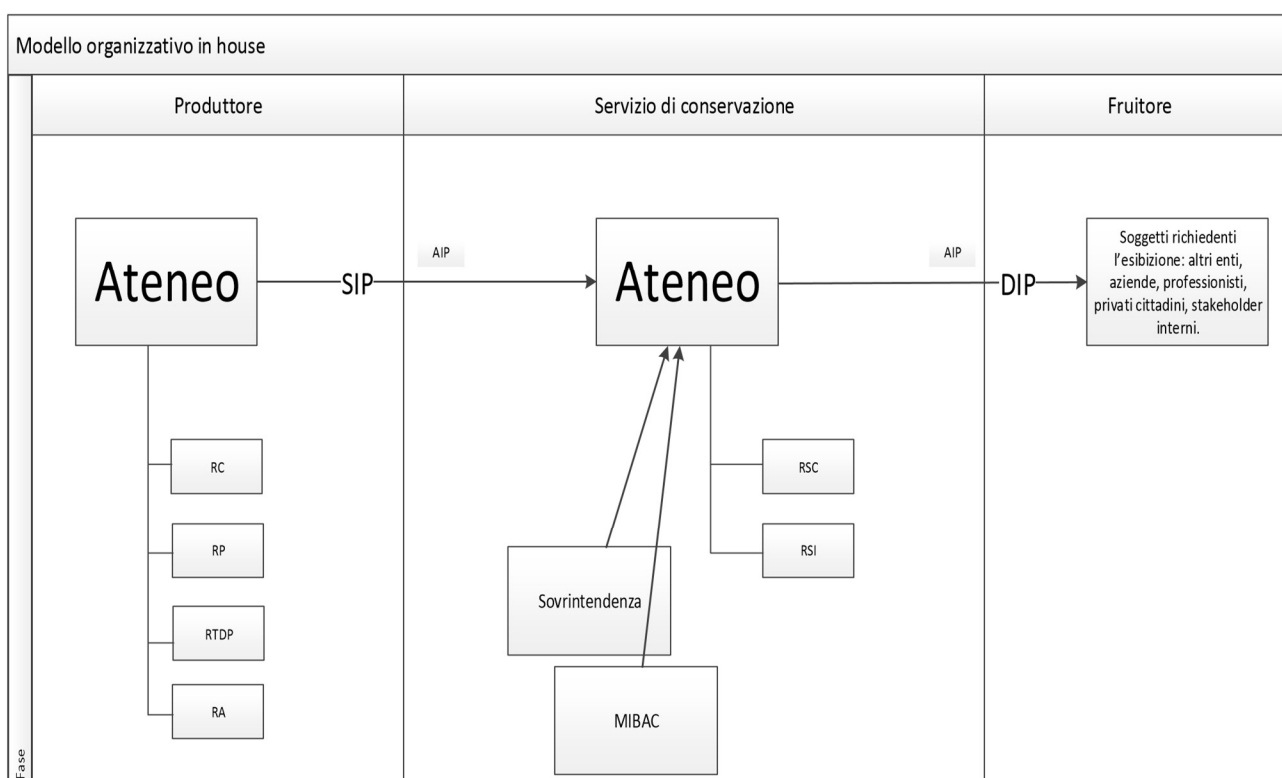 Modello organizzativo in house
Produttore
Servizio di conservazione
Fruitore
Ateneo
SIP
AIP
Ateneo
AIP
DIP
Soggetti richiedenti
l'esibizione: altri enti,
aziende, professionisti,
privati cittadini, stakeholder
interni.
RC
RP
RTDP
RA
RSC
RSI
Sovrintendenza
MIBAC
Fase